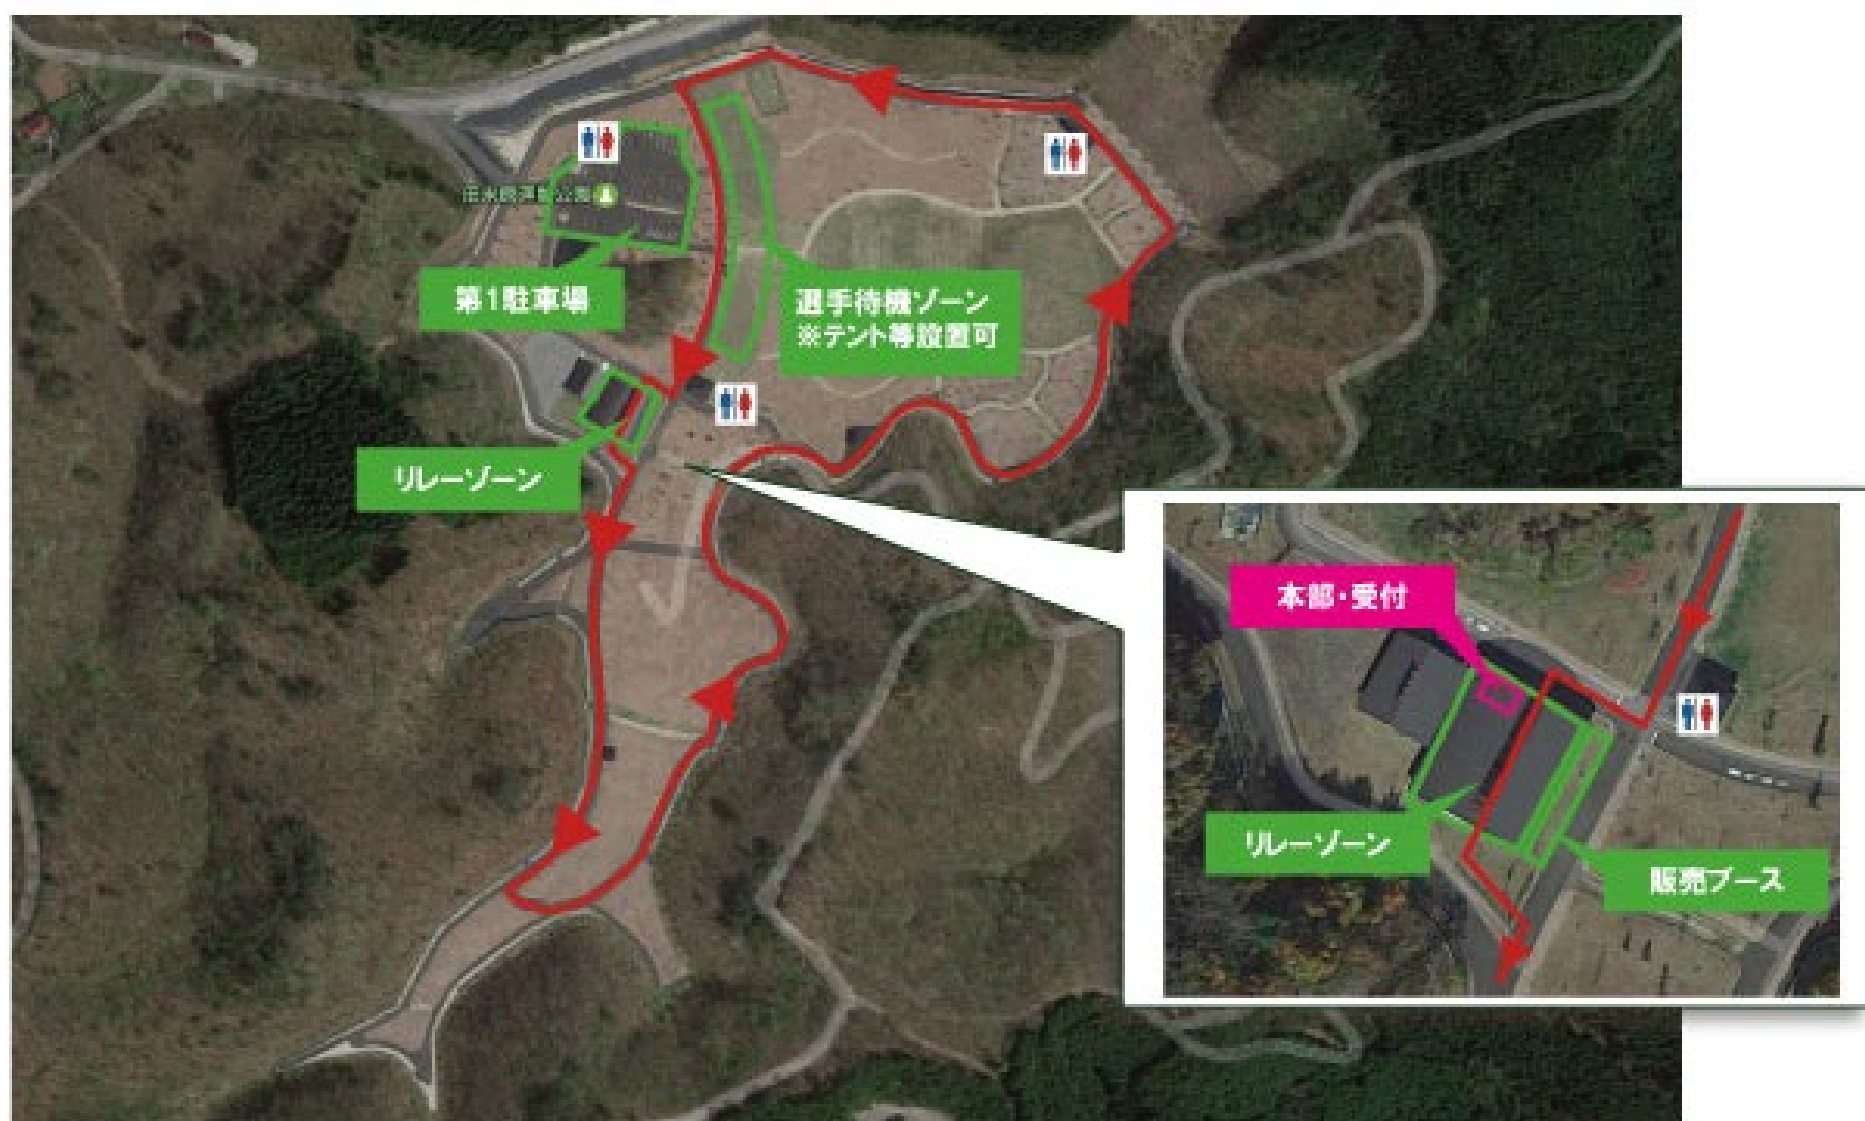 第1駐車場
選手待機ゾーン
※テント等設置可
リレーゾーン
本部・受付
リレーゾーン
販売ブース